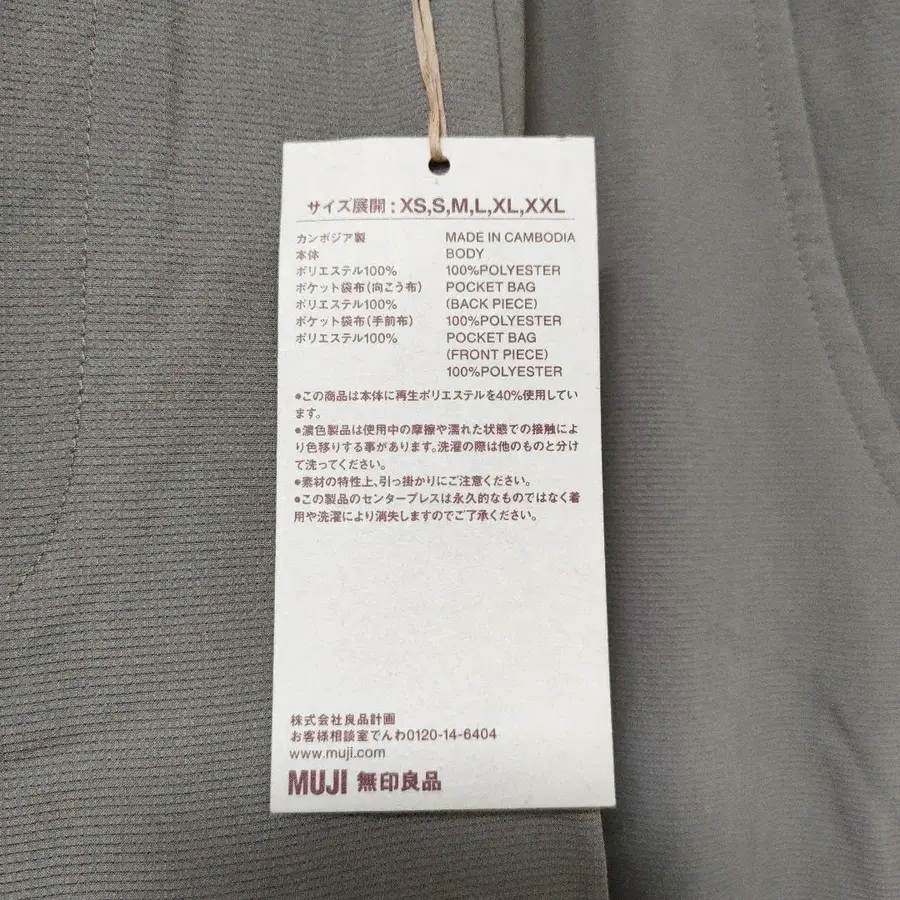 サイズ展開：XS,S,M,L,XL,XXL
カンボジア製 MADE IN CAMBODIA
本体 BODY
ポリエステル100% 100%POLYESTER
ポケット袋布（向こう布） POCKET BAG
ポリエステル100% (BACK PIECE)
ポケット袋布（手前布） 100%POLYESTER
ポリエステル100% POCKET BAG
(FRONT PIECE)
100%POLYESTER
●この商品は本体に再生ポリエステルを40%使用してい
ます。
●濃色製品は使用中の摩擦や濡れた状態での接触によ
り色移りする事があります。洗濯の際は他のものと分け
て洗ってください。
●素材の特性上、引っ掛かりにご注意ください。
●この製品のセンタープレスは永久的なものではなく着
用や洗濯により消失しますのでご了承ください。
株式会社良品計画
お客様相談室でんわ0120-14-6404
www.muji.com
MUJI 無印良品